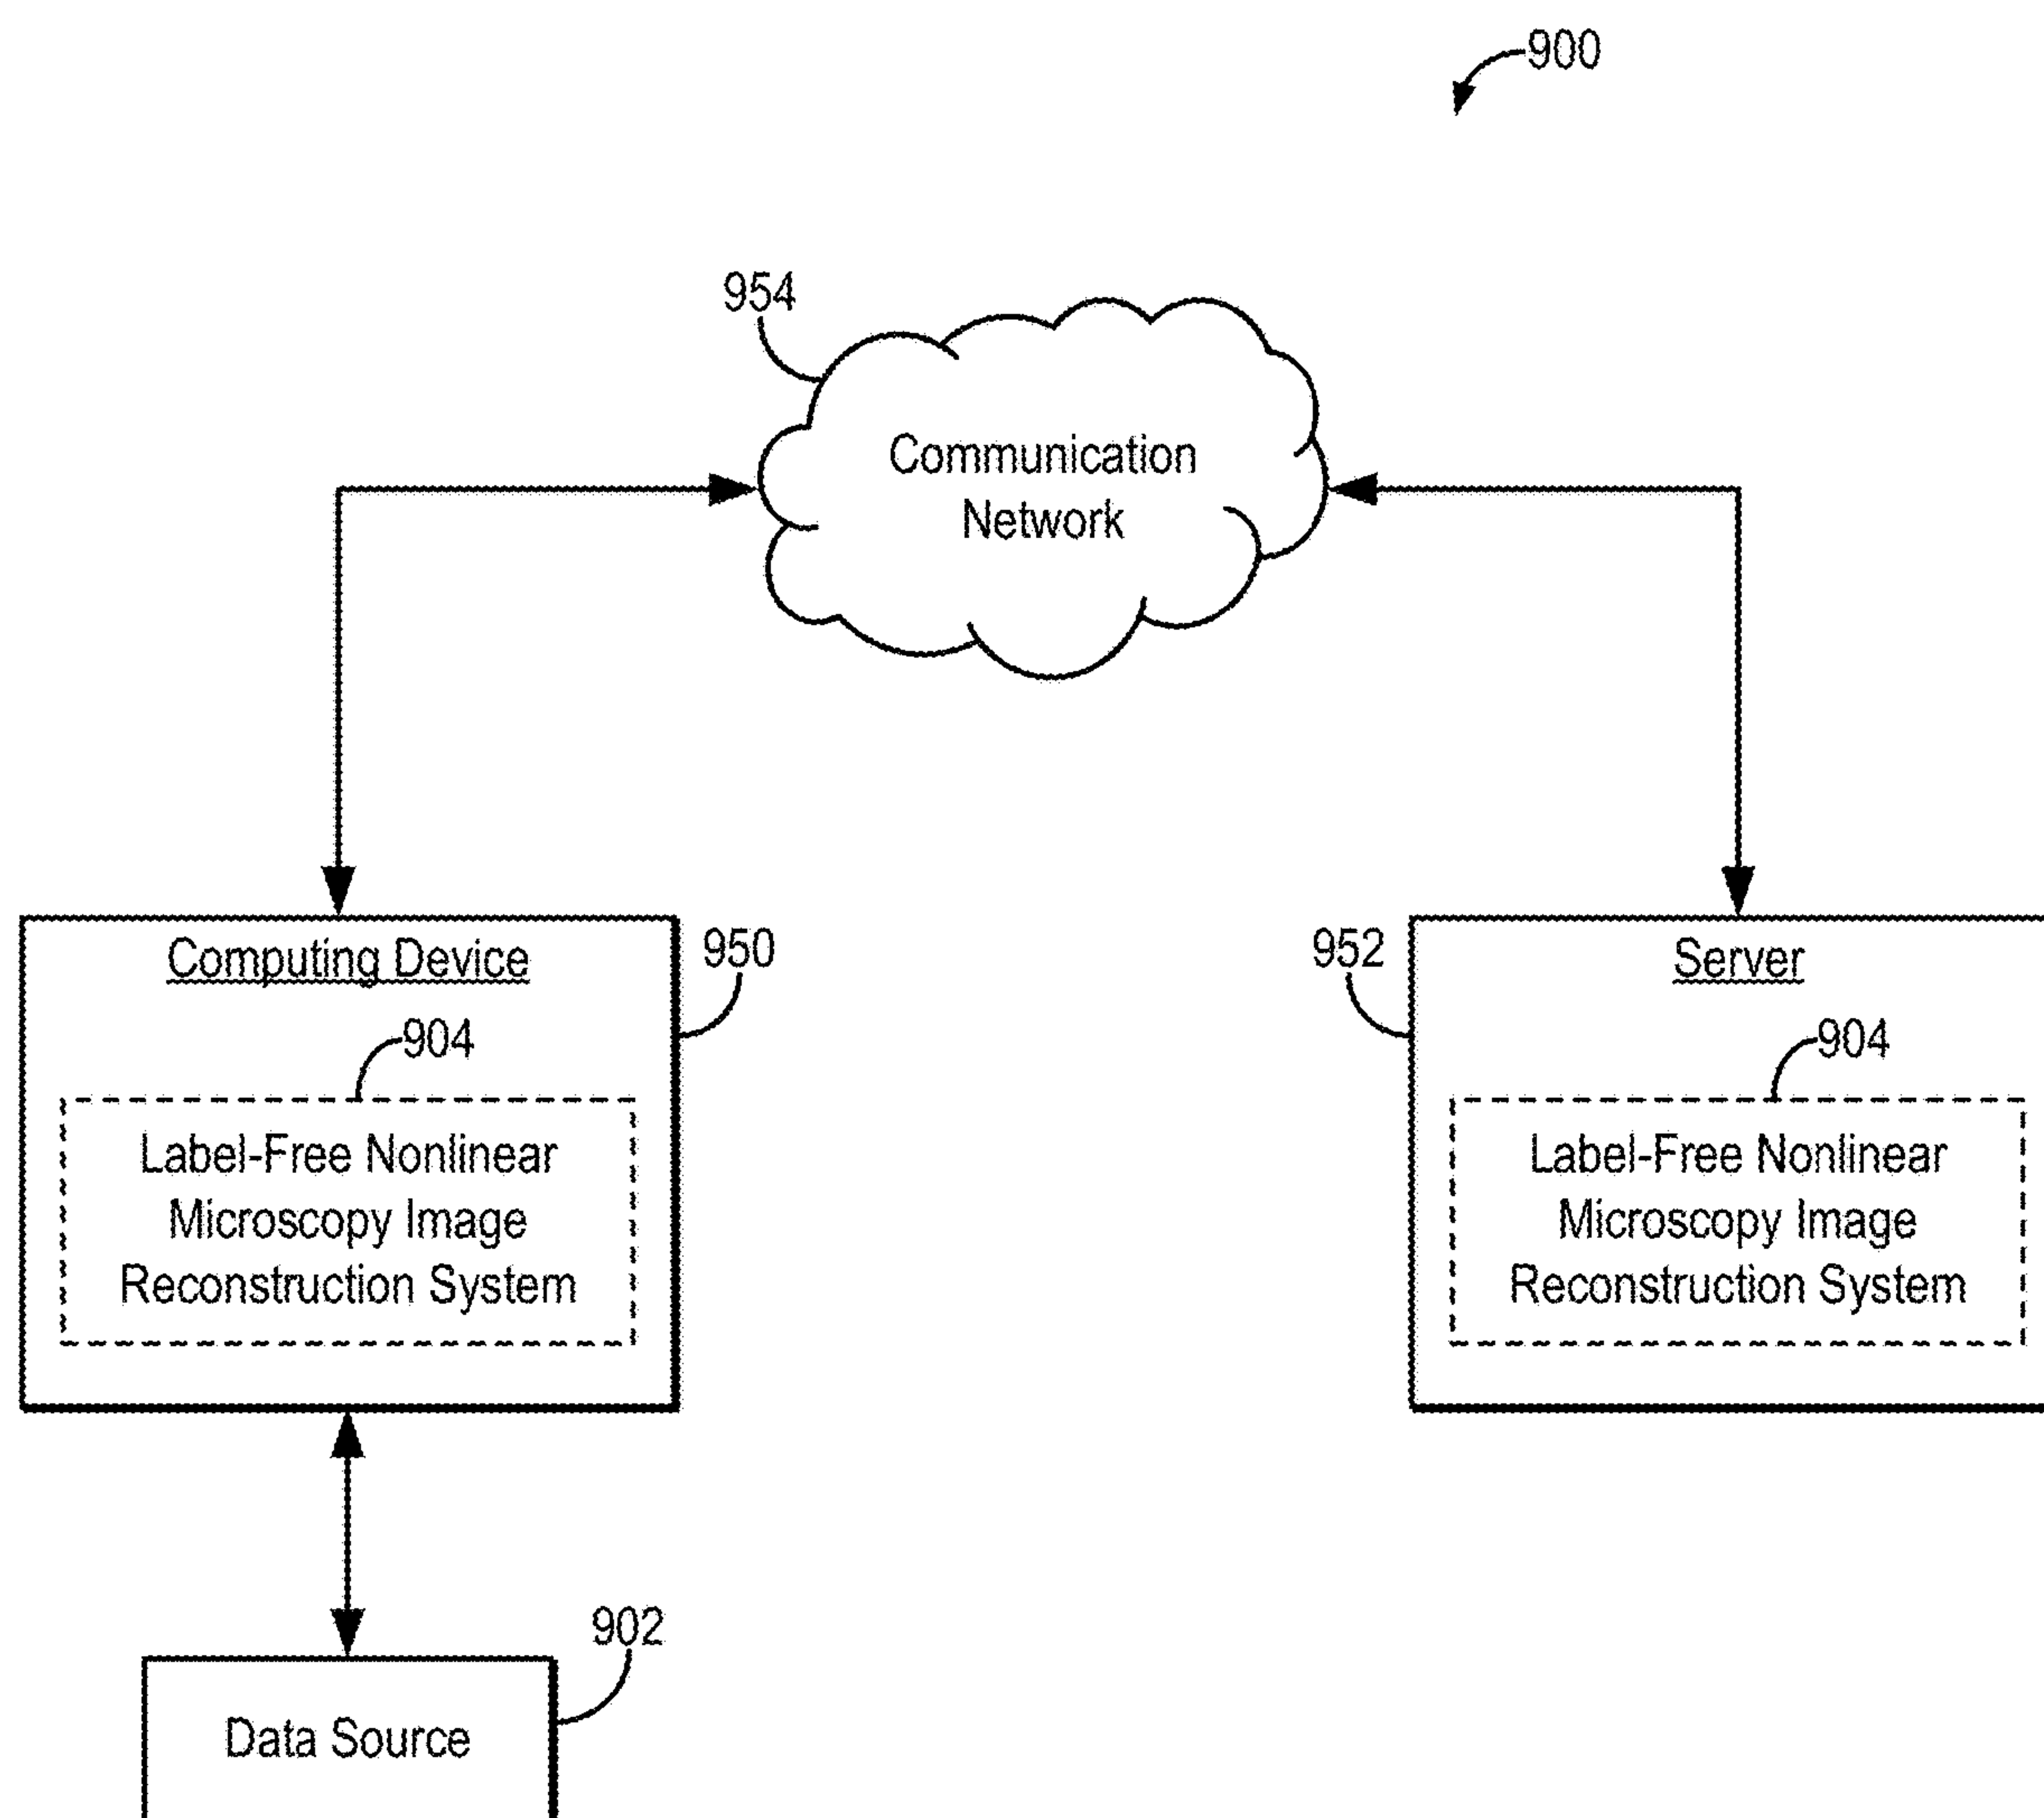 900
954
Communication
Network
Computing Device
950
952
Server
904
904
Label-Free Nonlinear
Microscopy Image
Reconstruction System
Label-Free Nonlinear
Microscopy Image
Reconstruction System
902
Data Source